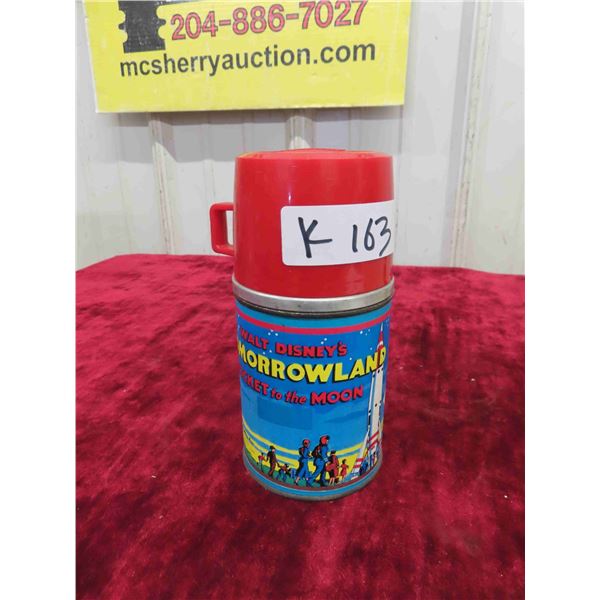 204-886-7027
mcsherryauction.com
K 163
WALT DISNEY'S
MORROWLAND
KET to the MOON